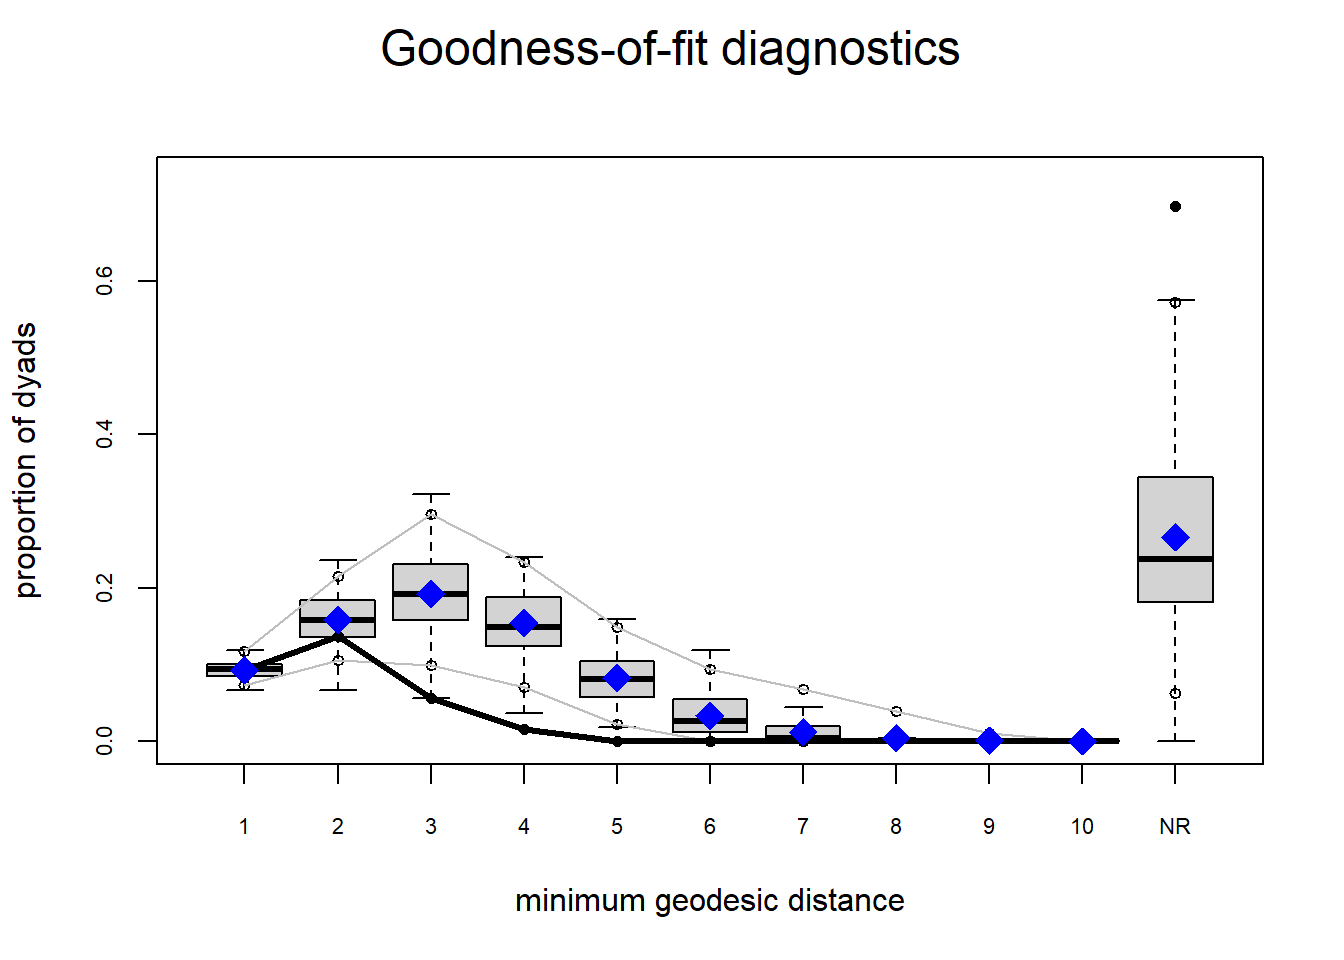 Goodness-of-fit diagnostics
proportion of dyads
0.6
0.4
0.2
0.0
1 2 3 4 5 6 7 8 9 10 NR
minimum geodesic distance